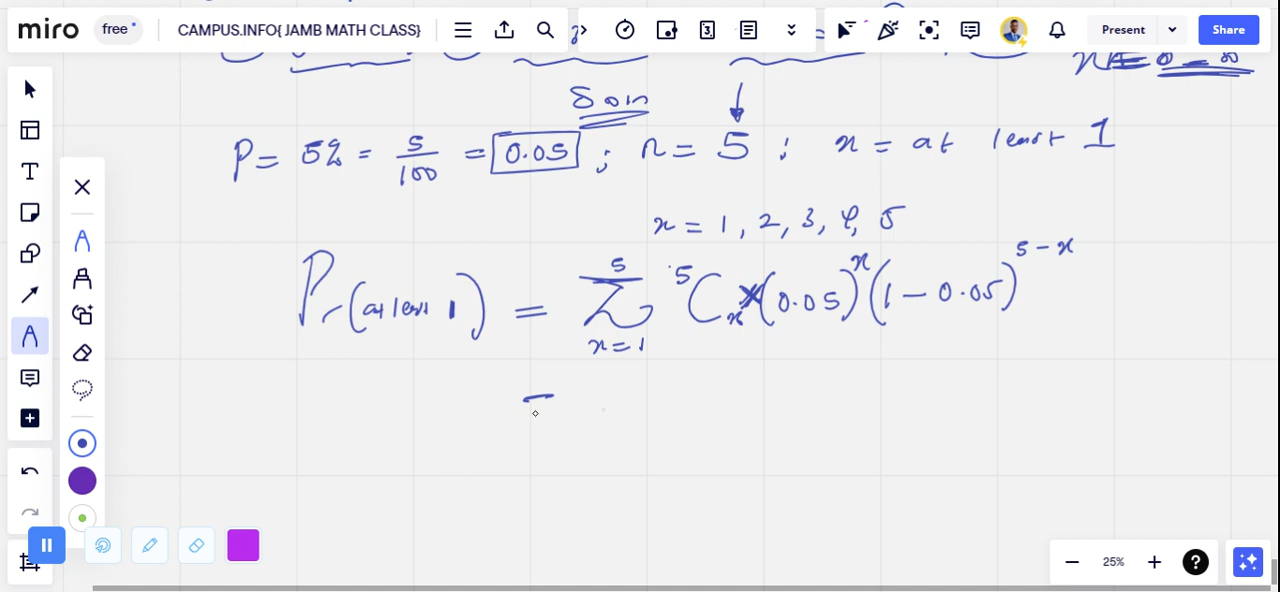 miro free CAMPUS.INFO{ JAMB MATH CLASS} Present Share
Soln
P = 5% = 5/100 = 0.05 ; n = 5 ; x = at least 1
x = 1, 2, 3, 4, 5
Pr(at least 1) = 5 Σ x=1 5Cx (0.05)^x (1 - 0.05)^5-x
25%